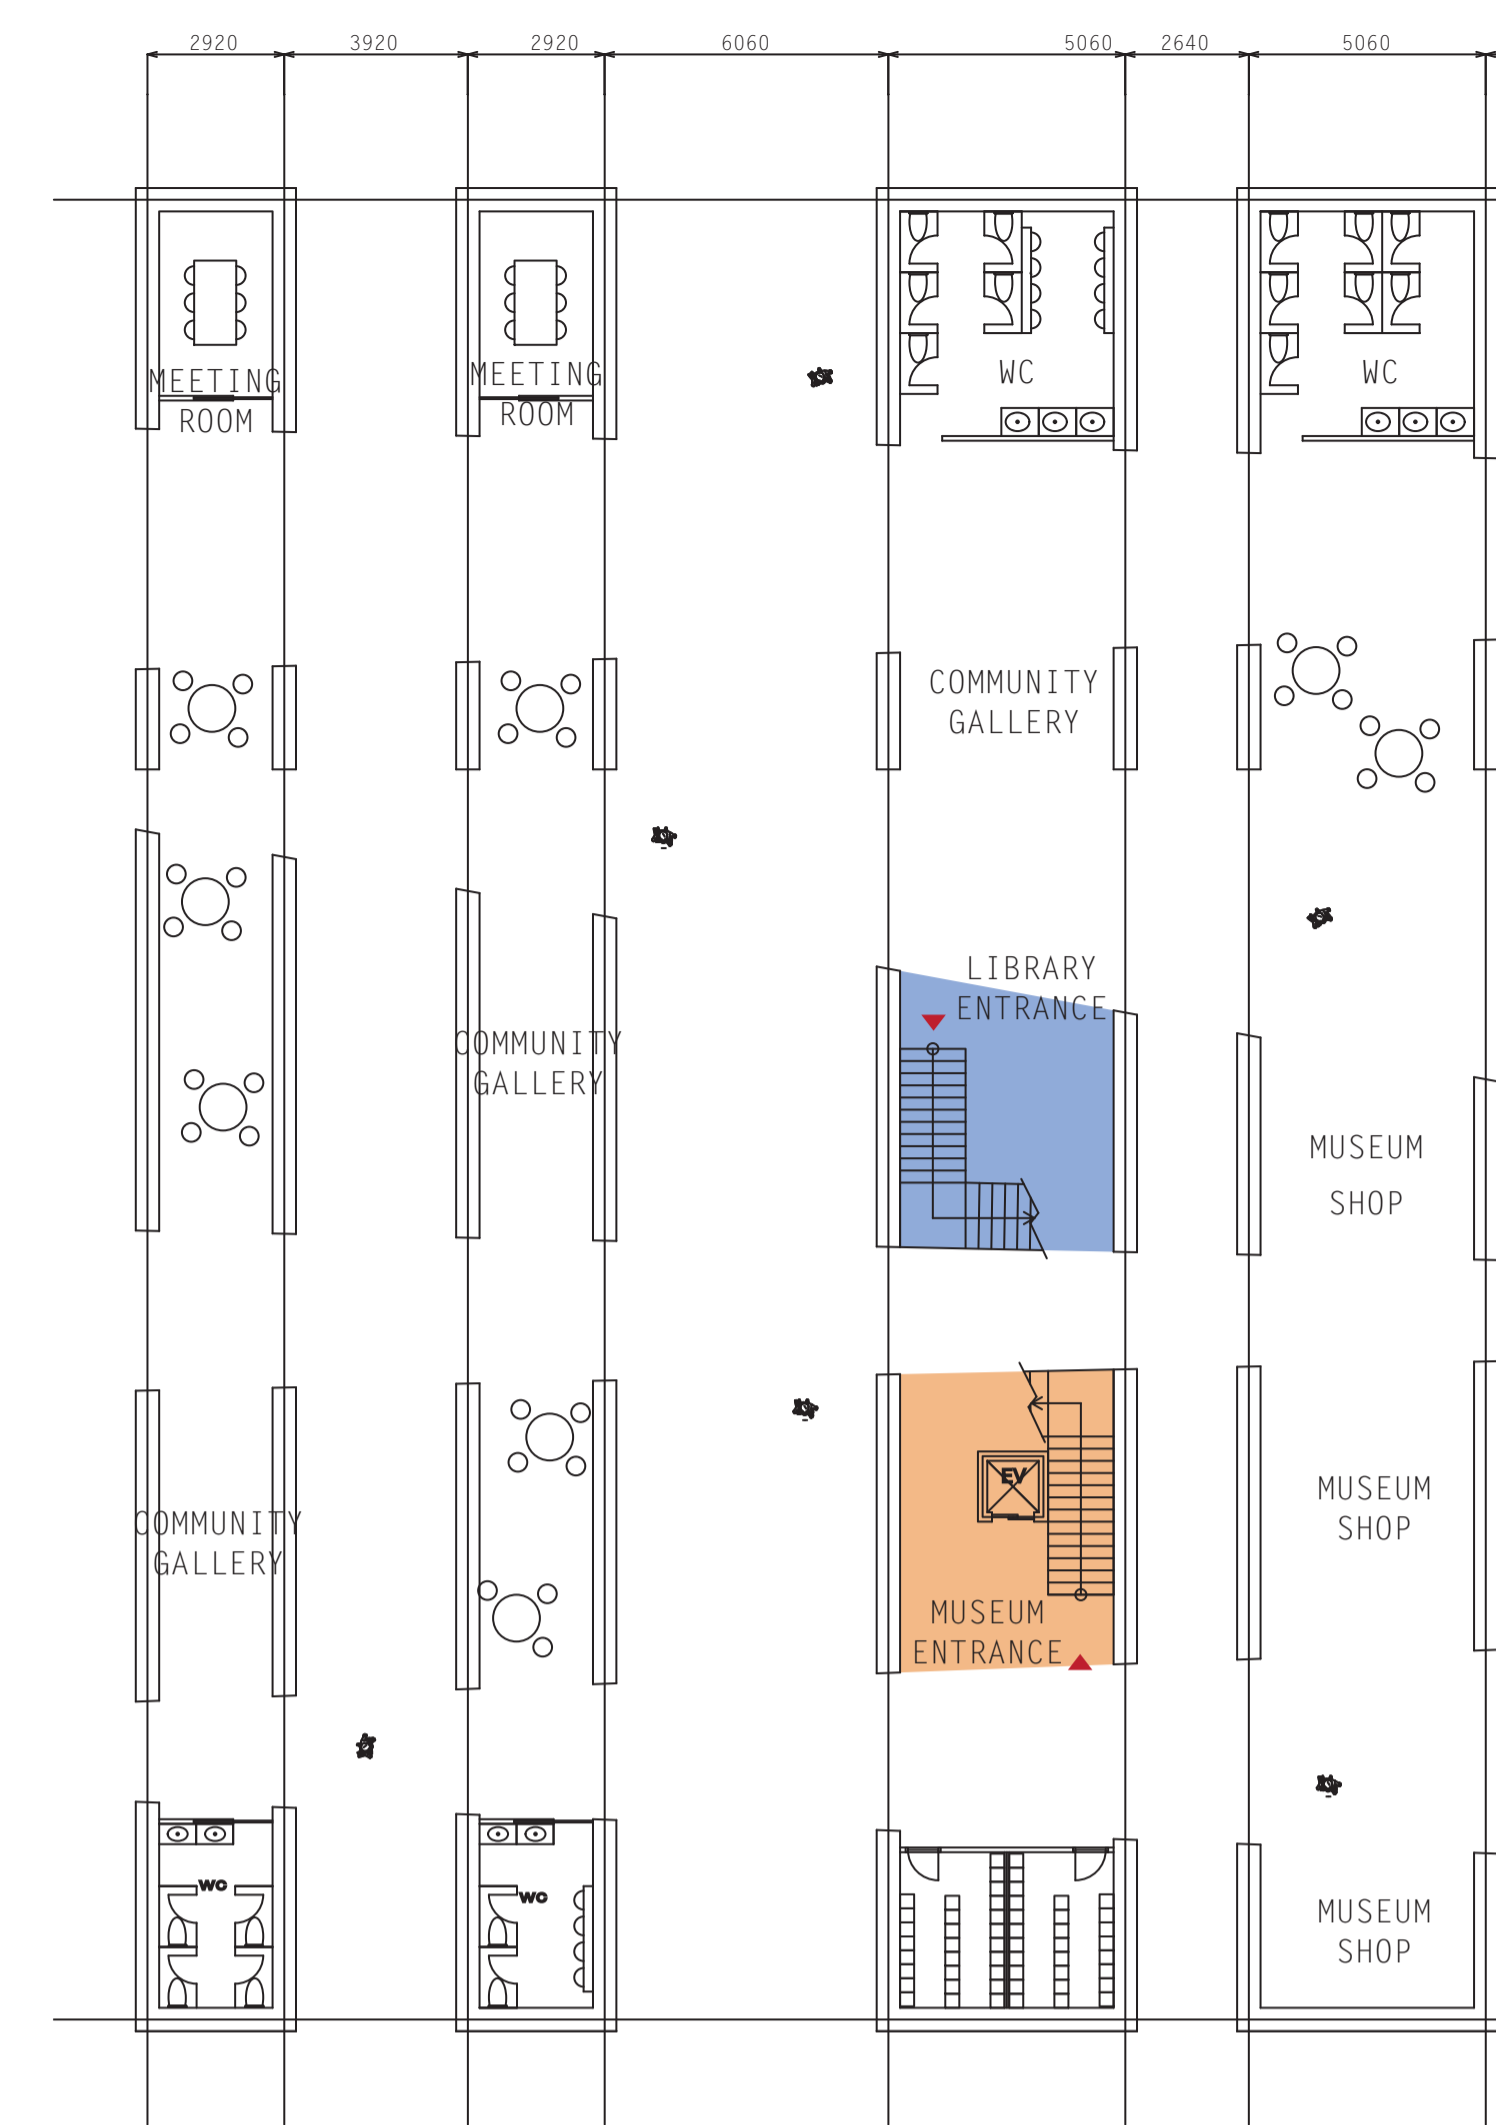 2920
3920
2920
6060
5060
2640
5060
MEETING
ROOM
MEETING
ROOM
WC
WC
COMMUNITY
GALLERY
LIBRARY
ENTRANCE
COMMUNITY
GALLERY
MUSEUM
SHOP
EV
COMMUNITY
GALLERY
MUSEUM
SHOP
MUSEUM
ENTRANCE
WC
WC
MUSEUM
SHOP